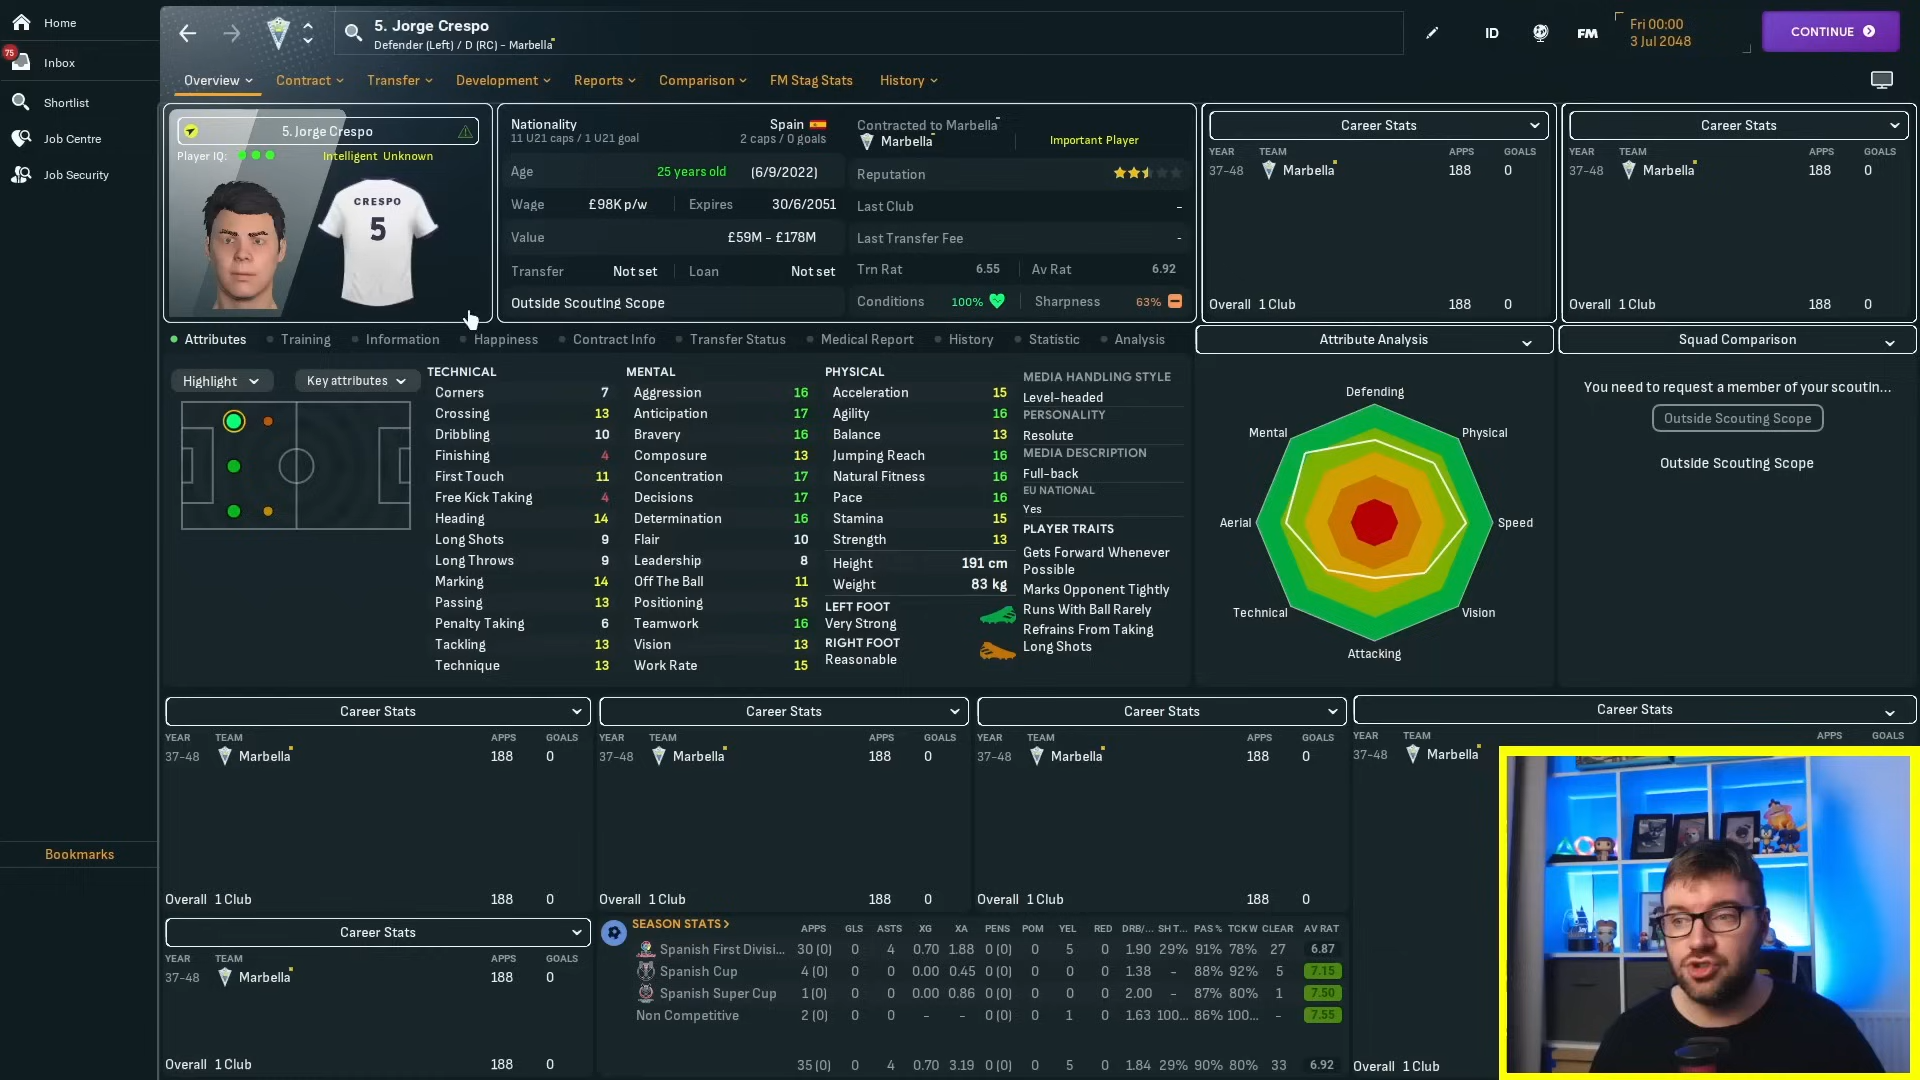 Home
75
Inbox
Shortlist
Job Centre
Job Security
Bookmarks
5. Jorge Crespo
Defender (Left) / D (RC) - Marbella
ID
FM
Fri 00:00
3 Jul 2048
CONTINUE
Overview
Contract
Transfer
Development
Reports
Comparison
FM Stag Stats
History
5. Jorge Crespo
Player IQ:
Intelligent Unknown
CRESPO
5
Nationality
Spain
11 U21 caps / 1 U21 goal
2 caps / 0 goals
Age 25 years old (6/9/2022)
Wage £98K p/w Expires 30/6/2051
Value £59M - £178M
Transfer Not set Loan Not set
Outside Scouting Scope
Contracted to Marbella
Marbella Important Player
Reputation
Last Club -
Last Transfer Fee -
Trn Rat 6.55 Av Rat 6.92
Conditions 100% Sharpness 63%
Career Stats
YEAR TEAM APPS GOALS
37-48 Marbella 188 0
Overall 1 Club 188 0
Career Stats
YEAR TEAM APPS GOALS
37-48 Marbella 188 0
Overall 1 Club 188 0
Attributes
Training
Information
Happiness
Contract Info
Transfer Status
Medical Report
History
Statistic
Analysis
Highlight
Key attributes
TECHNICAL
Corners 7
Crossing 13
Dribbling 10
Finishing 4
First Touch 11
Free Kick Taking 4
Heading 14
Long Shots 9
Long Throws 9
Marking 14
Passing 13
Penalty Taking 6
Tackling 13
Technique 13
MENTAL
Aggression 16
Anticipation 17
Bravery 16
Composure 13
Concentration 17
Decisions 17
Determination 16
Flair 10
Leadership 8
Off The Ball 11
Positioning 15
Teamwork 16
Vision 13
Work Rate 15
PHYSICAL
Acceleration 15
Agility 16
Balance 13
Jumping Reach 16
Natural Fitness 16
Pace 16
Stamina 15
Strength 13
Height 191 cm
Weight 83 kg
LEFT FOOT
Very Strong
RIGHT FOOT
Reasonable
MEDIA HANDLING STYLE
Level-headed
PERSONALITY
Resolute
MEDIA DESCRIPTION
Full-back
EU NATIONAL
Yes
PLAYER TRAITS
Gets Forward Whenever
Possible
Marks Opponent Tightly
Runs With Ball Rarely
Refrains From Taking
Long Shots
Attribute Analysis
Defending
Mental
Physical
Aerial
Speed
Technical
Vision
Attacking
Squad Comparison
You need to request a member of your scoutin...
Outside Scouting Scope
Outside Scouting Scope
Career Stats
YEAR TEAM APPS GOALS
37-48 Marbella 188 0
Overall 1 Club 188 0
Career Stats
YEAR TEAM APPS GOALS
37-48 Marbella 188 0
Overall 1 Club 188 0
Career Stats
YEAR TEAM APPS GOALS
37-48 Marbella 188 0
Overall 1 Club 188 0
Career Stats
YEAR TEAM APPS GOALS
37-48 Marbella
Overall 1 Club
Career Stats
YEAR TEAM APPS GOALS
37-48 Marbella 188 0
Overall 1 Club 188 0
SEASON STATS> APPS GLS ASTS XG XA PENS POM YEL RED DRB/... SH T... PAS % TCK W CLEAR AV RAT
Spanish First Divisi... 30 (0) 0 4 0.70 1.88 0 (0) 0 5 0 1.90 29% 91% 78% 27 6.87
Spanish Cup 4 (0) 0 0 0.00 0.45 0 (0) 0 0 0 1.38 - 88% 92% 5 7.15
Spanish Super Cup 1 (0) 0 0 0.00 0.86 0 (0) 0 0 0 2.00 - 87% 80% 1 7.50
Non Competitive 2 (0) 0 0 - - 0 (0) 0 1 0 1.63 100... 86% 100... - 7.55
35 (0) 0 4 0.70 3.19 0 (0) 0 5 0 1.84 29% 90% 80% 33 6.92